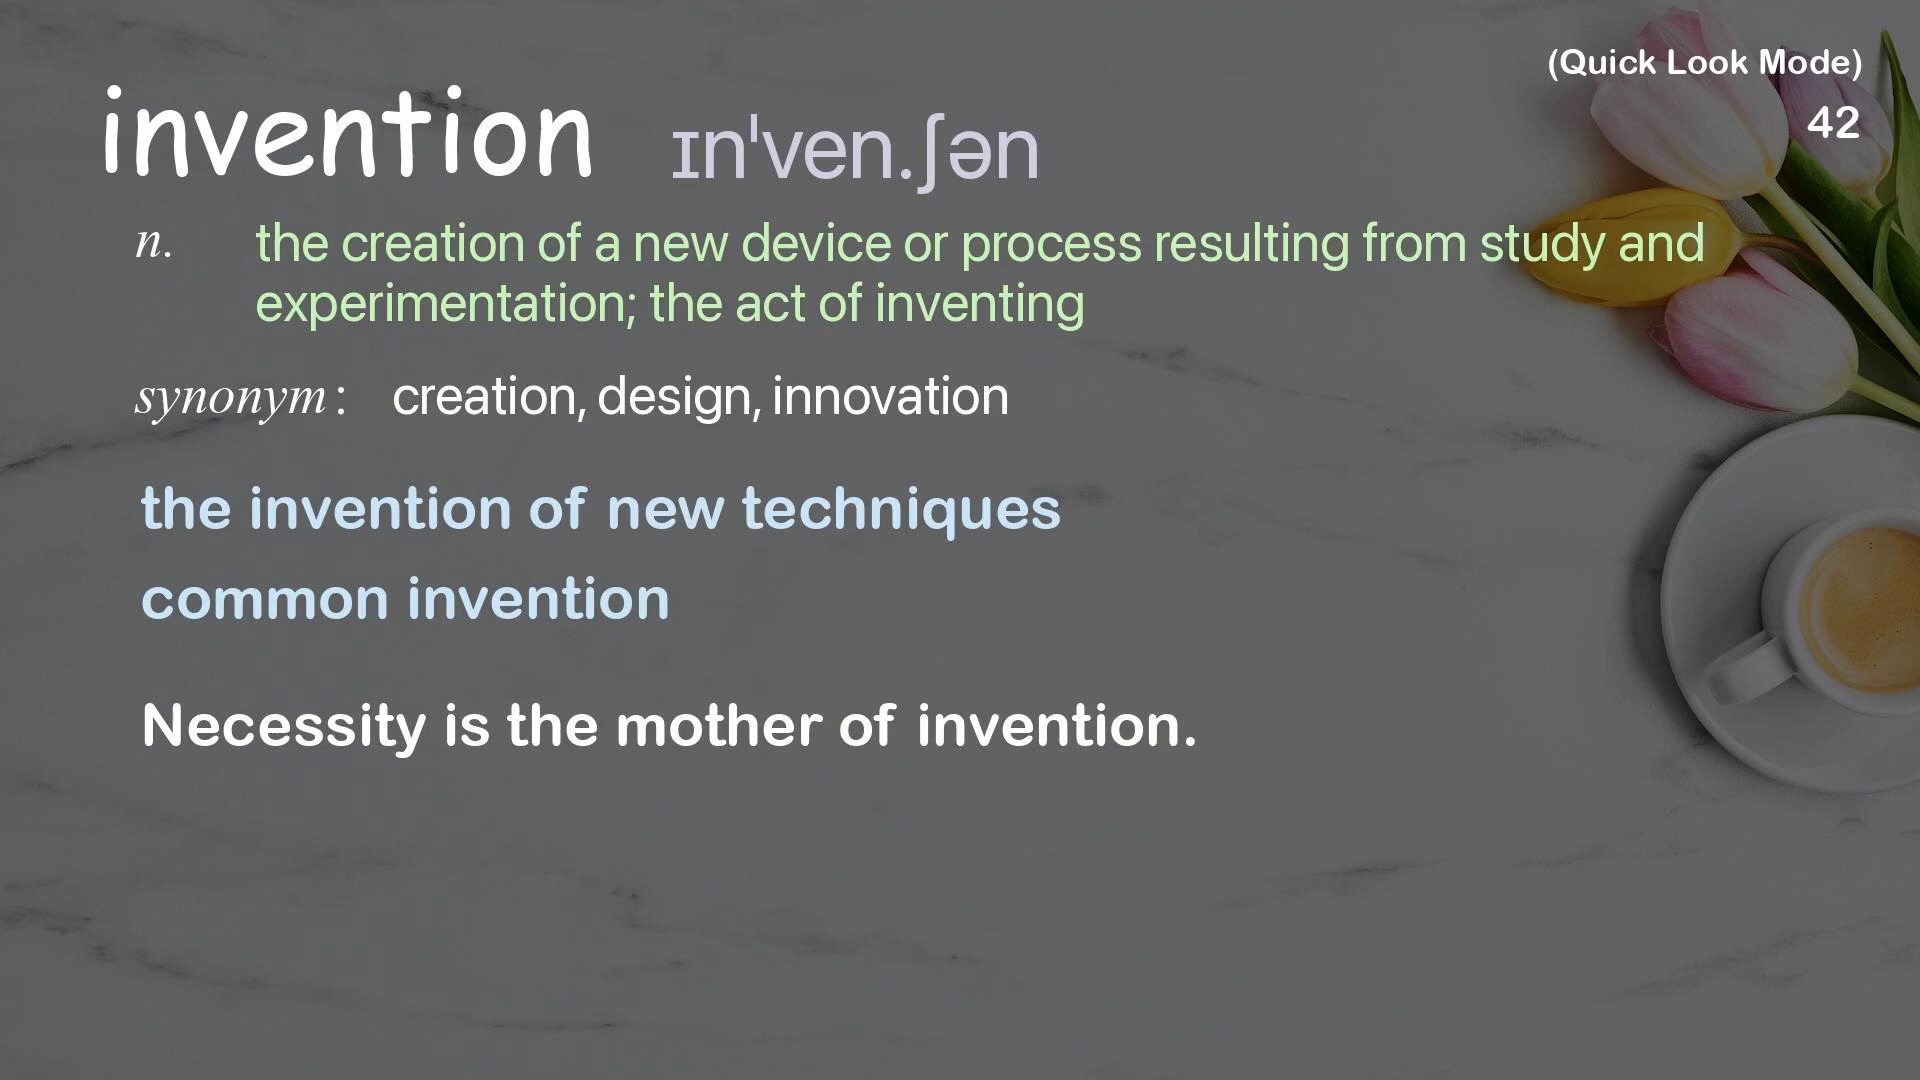 (Quick Look Mode)
42
invention ɪnˈven.ʃən
n. the creation of a new device or process resulting from study and
experimentation; the act of inventing
synonym : creation, design, innovation
the invention of new techniques
common invention
Necessity is the mother of invention.